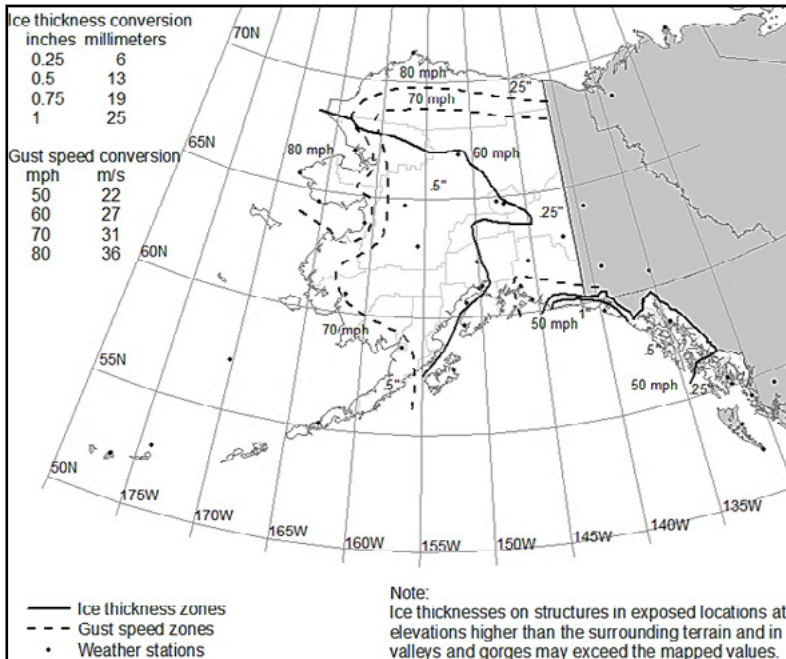 Ice thickness conversion
inches millimeters
0.25 6
0.5 13
0.75 19
1 25
Gust speed conversion
mph m/s
50 22
60 27
70 31
80 36
70N
65N
60N
55N
50N
175W
170W
165W
160W
155W
150W
145W
140W
135W
80 mph
.25"
70 mph
80 mph
60 mph
.5"
.25"
70 mph
50 mph
1"
.5"
.5"
50 mph
.25"
Ice thickness zones
Gust speed zones
Weather stations
Note:
Ice thicknesses on structures in exposed locations at
elevations higher than the surrounding terrain and in
valleys and gorges may exceed the mapped values.